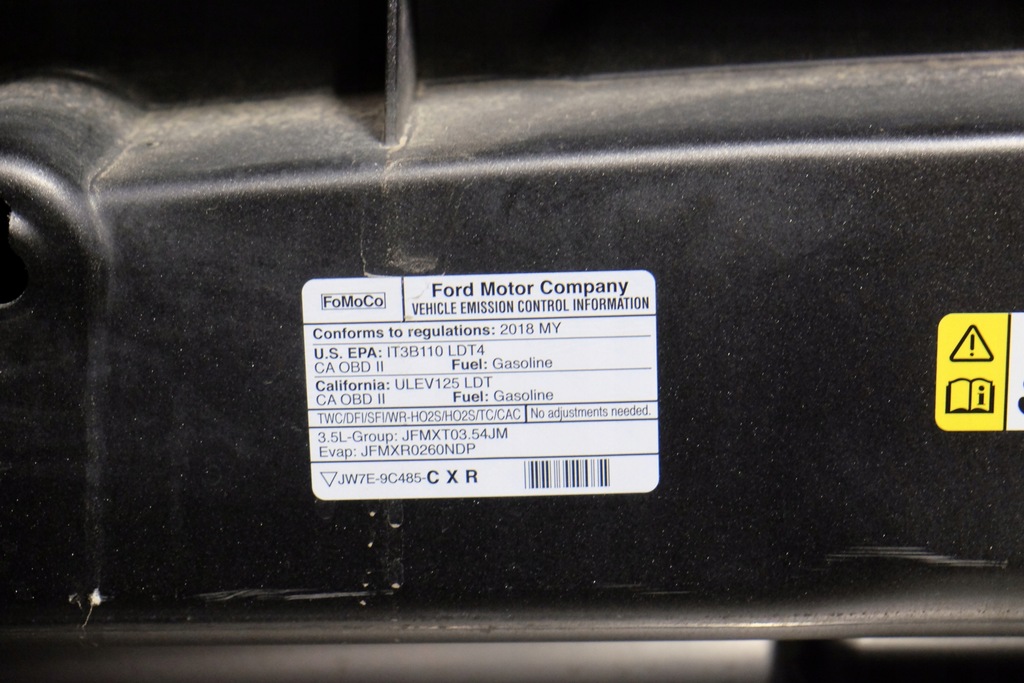 FoMoCo
Ford Motor Company
VEHICLE EMISSION CONTROL INFORMATION
Conforms to regulations: 2018 MY
U.S. EPA: IT3B110 LDT4
CA OBD II Fuel: Gasoline
California: ULEV125 LDT
CA OBD II Fuel: Gasoline
TWC/DFI/SFI/WR-HO2S/HO2S/TC/CAC No adjustments needed.
3.5L-Group: JFMXT03.54JM
Evap: JFMXR0260NDP
JW7E-9C485-C X R